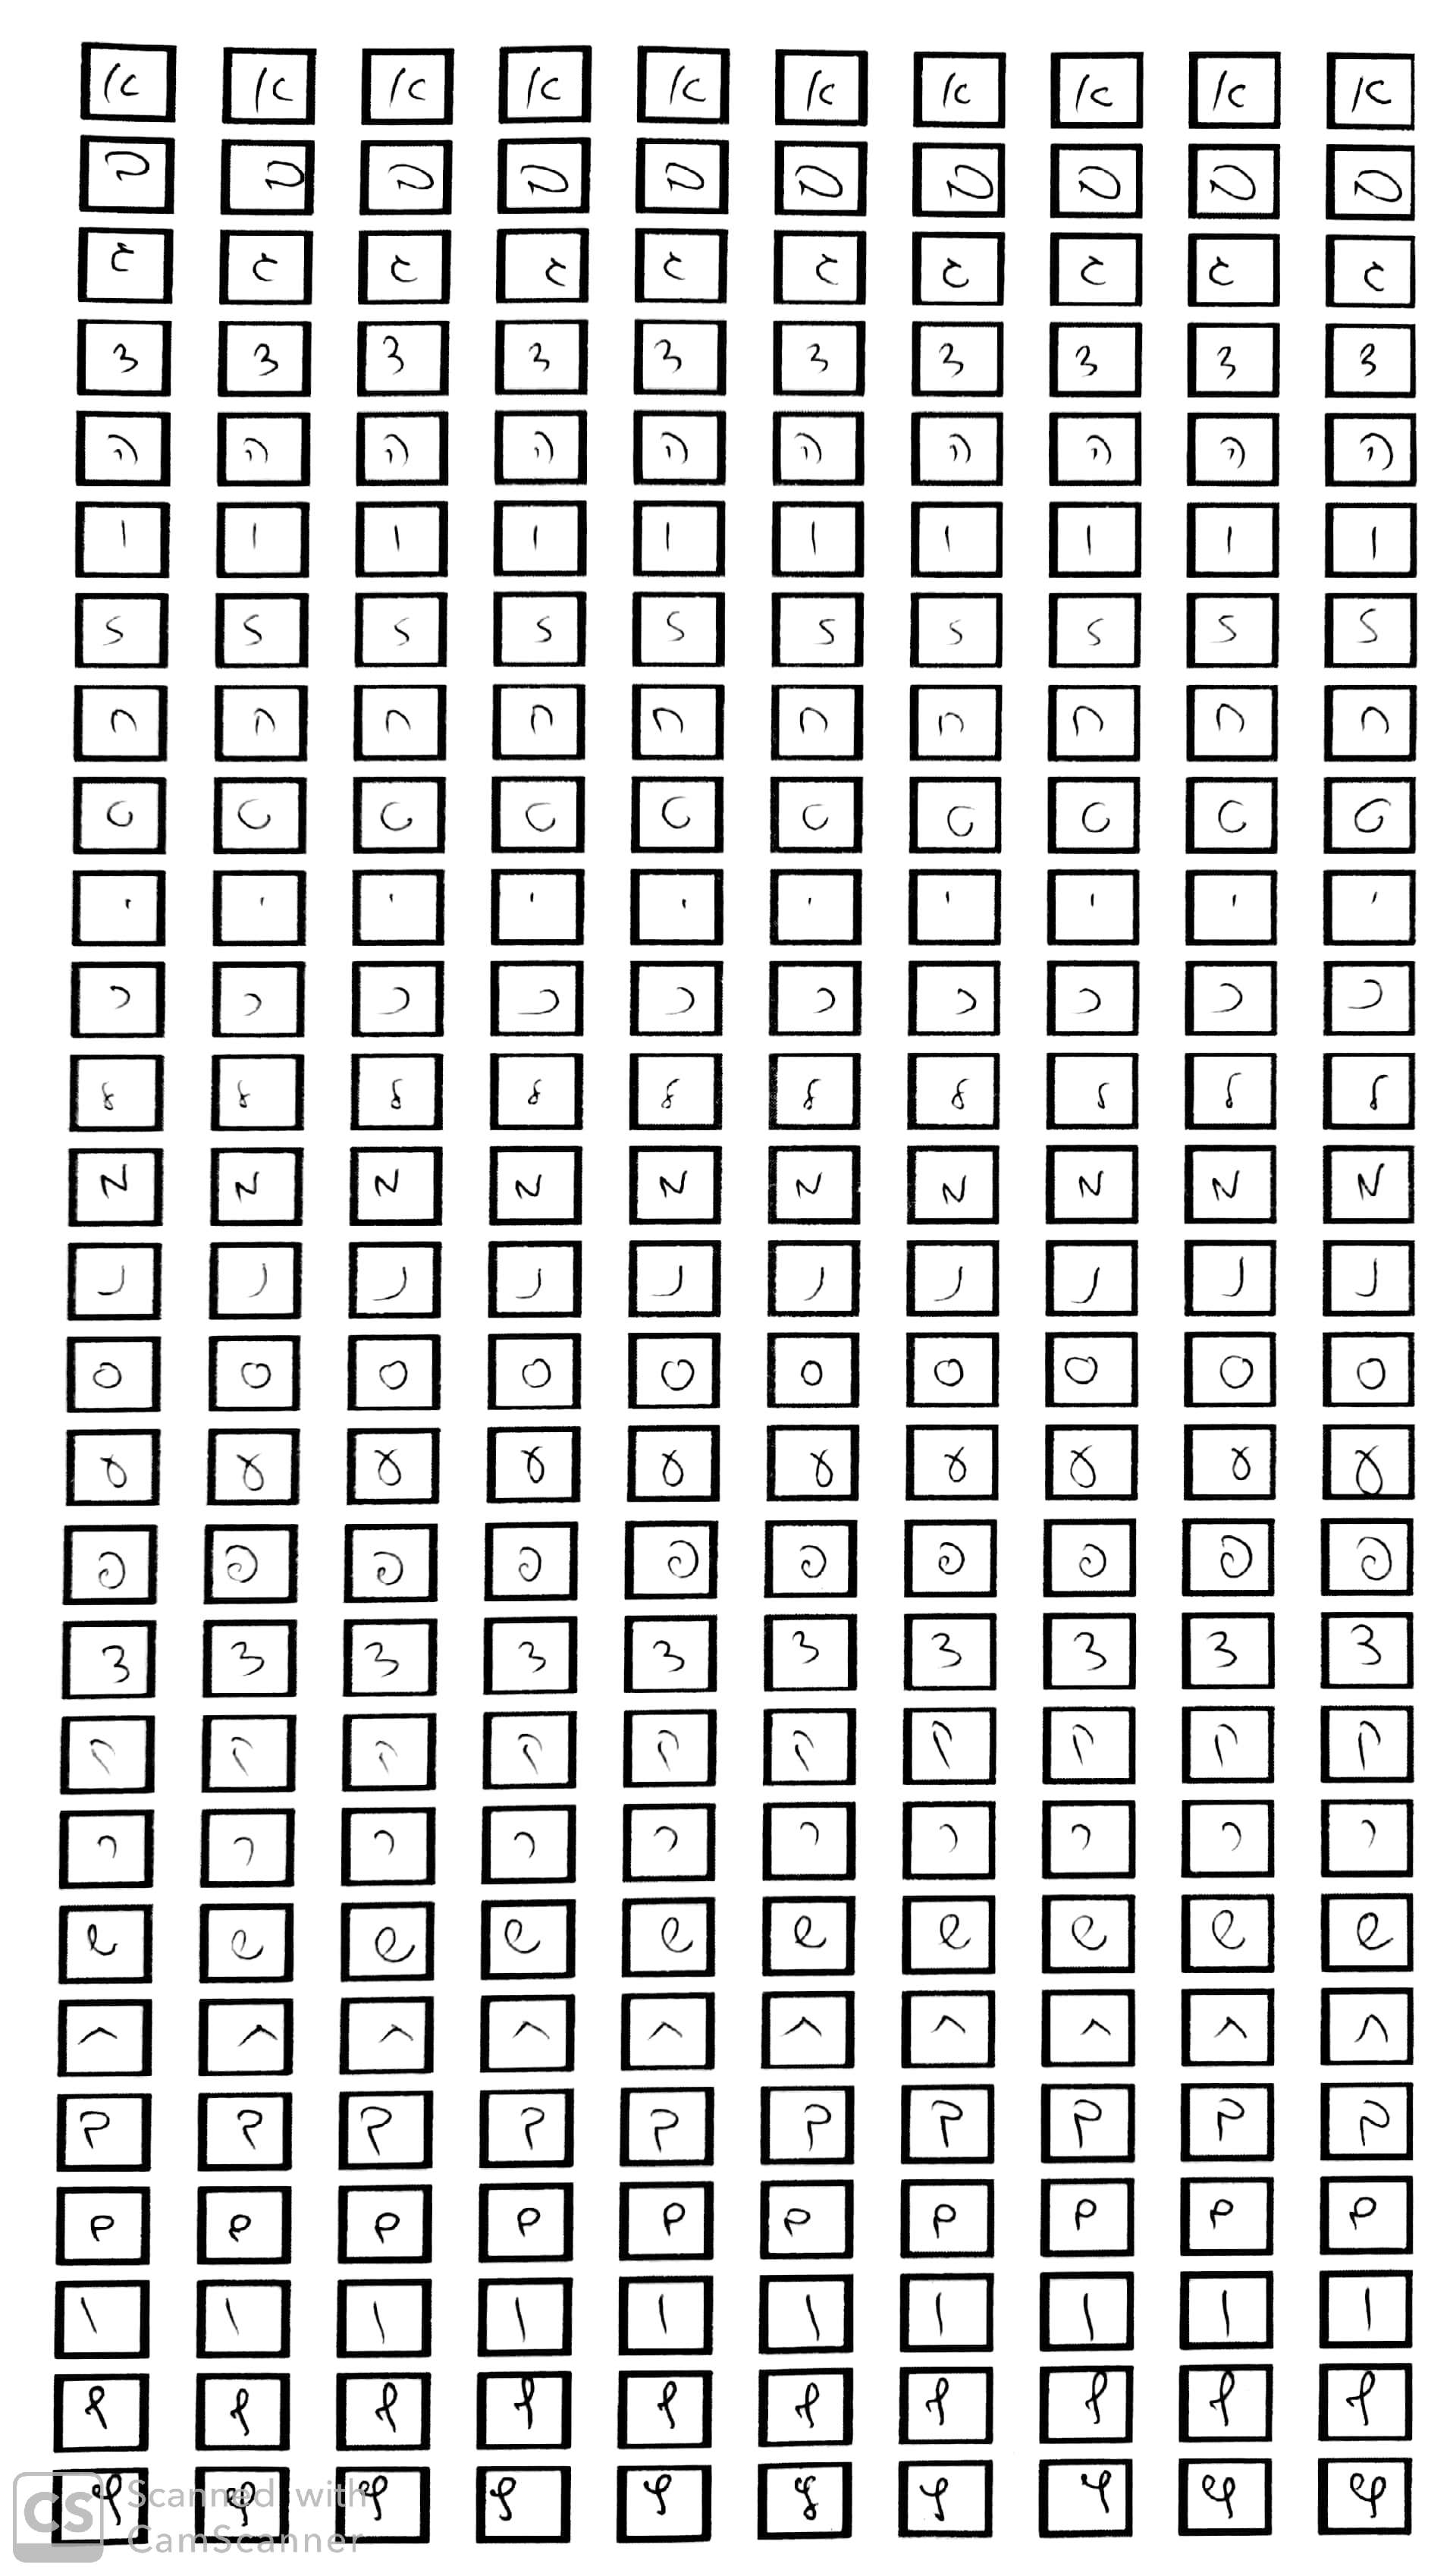 א א א א א א א א א א
ב ב ב ב ב ב ב ב ב ב
ג ג ג ג ג ג ג ג ג ג
ד ד ד ד ד ד ד ד ד ד
ה ה ה ה ה ה ה ה ה ה
ו ו ו ו ו ו ו ו ו ו
ז ז ז ז ז ז ז ז ז ז
ח ח ח ח ח ח ח ח ח ח
ט ט ט ט ט ט ט ט ט ט
י י י י י י י י י י
כ כ כ כ כ כ כ כ כ כ
ל ל ל ל ל ל ל ל ל ל
מ מ מ מ מ מ מ מ מ מ
נ נ נ נ נ נ נ נ נ נ
ס ס ס ס ס ס ס ס ס ס
ע ע ע ע ע ע ע ע ע ע
פ פ פ פ פ פ פ פ פ פ
צ צ צ צ צ צ צ צ צ צ
ק ק ק ק ק ק ק ק ק ק
ר ר ר ר ר ר ר ר ר ר
ש ש ש ש ש ש ש ש ש ש
ת ת ת ת ת ת ת ת ת ת
ך ך ך ך ך ך ך ך ך ך
ם ם ם ם ם ם ם ם ם ם
ן ן ן ן ן ן ן ן ן ן
ף ף ף ף ף ף ף ף ף ף
ץ ץ ץ ץ ץ ץ ץ ץ ץ ץ
CS Scanned with
CamScanner